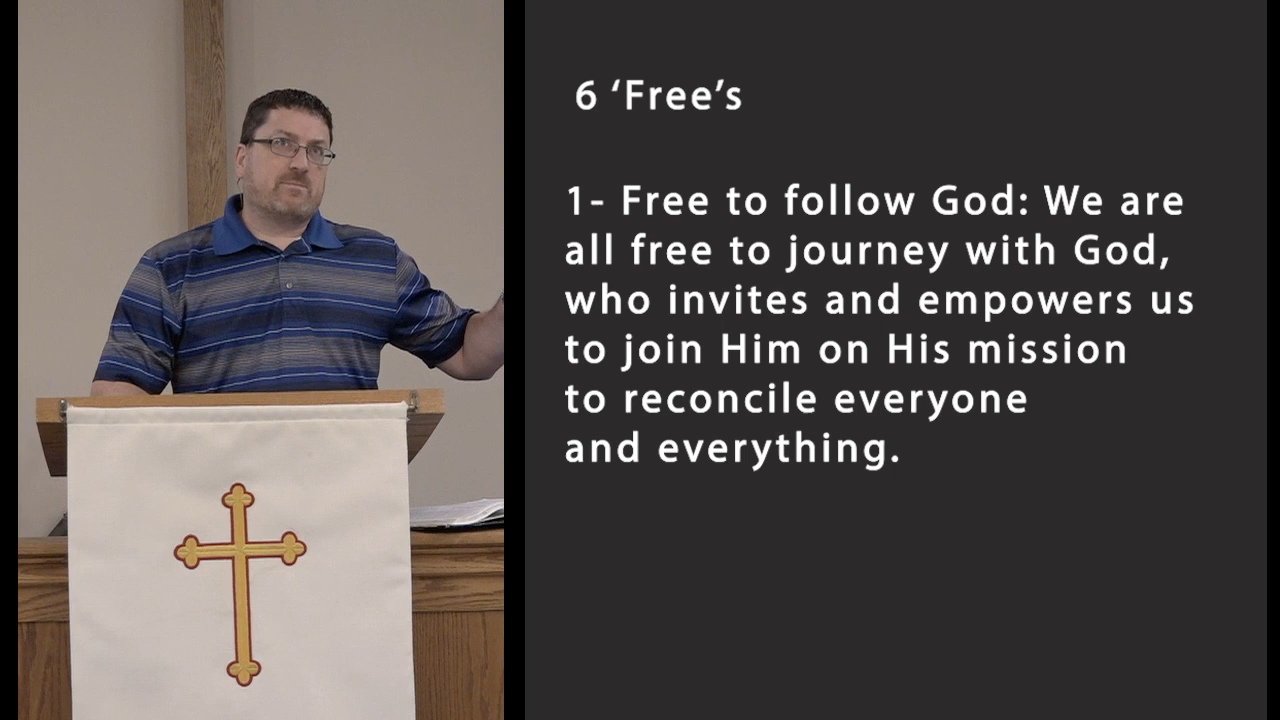 6 ‘Free’s
1- Free to follow God: We are
all free to journey with God,
who invites and empowers us
to join Him on His mission
to reconcile everyone
and everything.